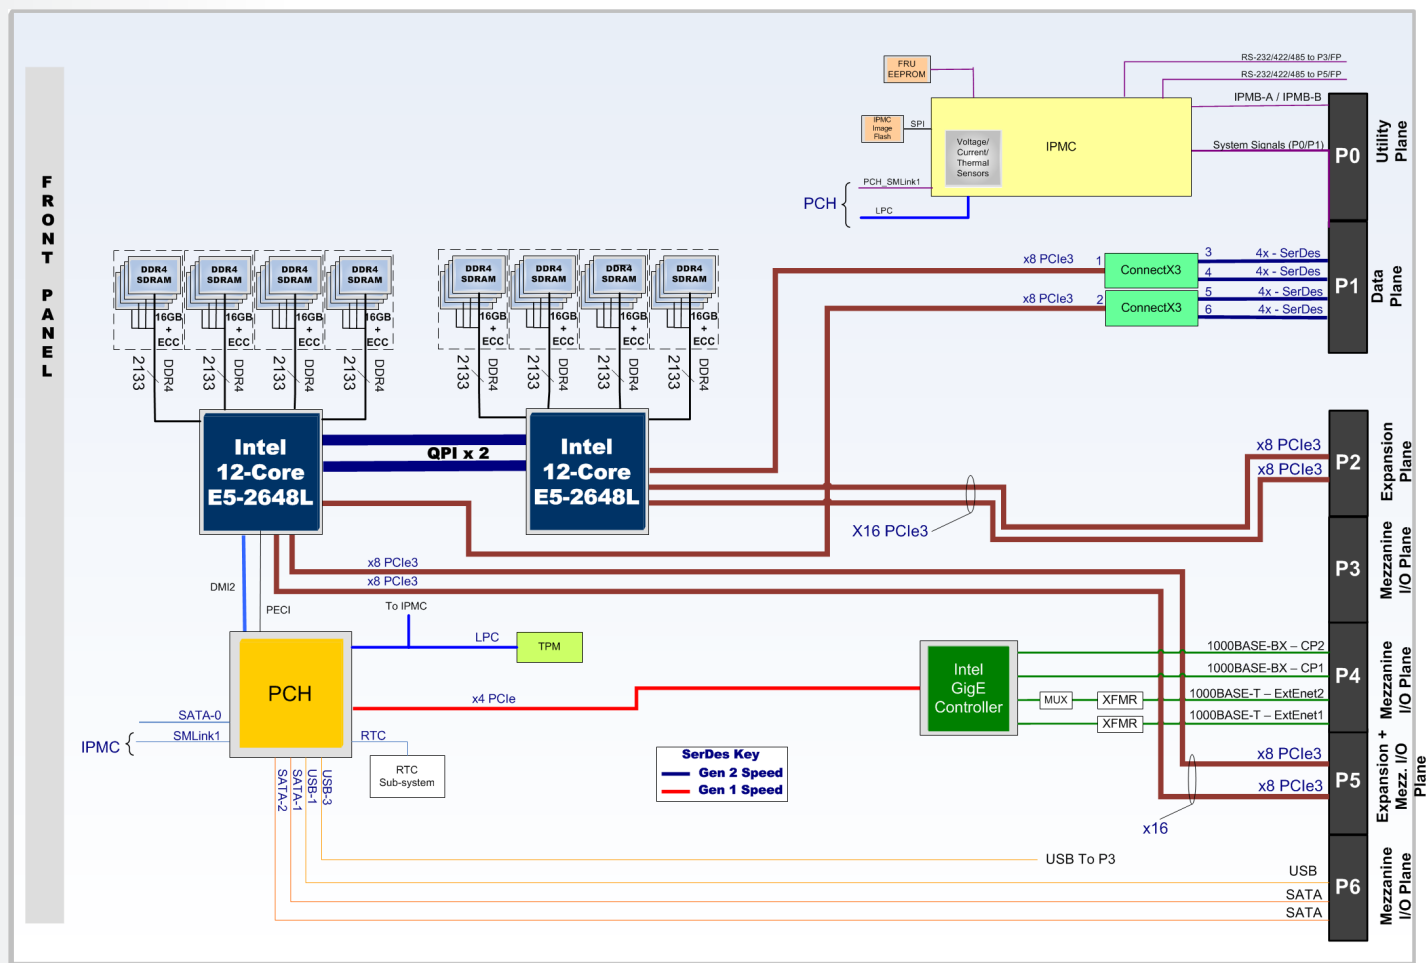 FRONT PANEL
FRU
EEPROM
IPMC
Image
Flash
SPI
Voltage/
Current/
Thermal
Sensors
IPMC
PCH_SMLink1
PCH
LPC
RS-232/422/485 to P3/FP
RS-232/422/485 to P5/FP
IPMB-A / IPMB-B
System Signals (P0/P1)
P0
Utility
Plane
DDR4
SDRAM
16GB
+
ECC
DDR4
SDRAM
16GB
+
ECC
DDR4
SDRAM
16GB
+
ECC
DDR4
SDRAM
16GB
+
ECC
DDR4
SDRAM
16GB
+
ECC
DDR4
SDRAM
16GB
+
ECC
DDR4
SDRAM
16GB
+
ECC
DDR4
SDRAM
16GB
+
ECC
2133
DDR4
2133
DDR4
2133
DDR4
2133
DDR4
2133
DDR4
2133
DDR4
2133
DDR4
2133
DDR4
x8 PCIe3
1
ConnectX3
3
4x - SerDes
4
4x - SerDes
x8 PCIe3
2
ConnectX3
5
4x - SerDes
6
4x - SerDes
P1
Data
Plane
Intel
12-Core
E5-2648L
QPI x 2
Intel
12-Core
E5-2648L
X16 PCIe3
x8 PCIe3
x8 PCIe3
P2
Expansion
Plane
P3
Mezzanine
I/O Plane
DMI2
PECI
x8 PCIe3
x8 PCIe3
To IPMC
LPC
TPM
PCH
x4 PCIe
SATA-0
IPMC
SMLink1
RTC
RTC
Sub-system
SATA-2
SATA-1
USB-1
USB-3
Intel
GigE
Controller
1000BASE-BX – CP2
1000BASE-BX – CP1
MUX
XFMR
1000BASE-T – ExtEnet2
XFMR
1000BASE-T – ExtEnet1
P4
Mezzanine
I/O Plane
SerDes Key
Gen 2 Speed
Gen 1 Speed
x8 PCIe3
x8 PCIe3
x16
P5
Expansion +
Mezz. I/O
Plane
USB To P3
USB
SATA
SATA
P6
Mezzanine
I/O Plane